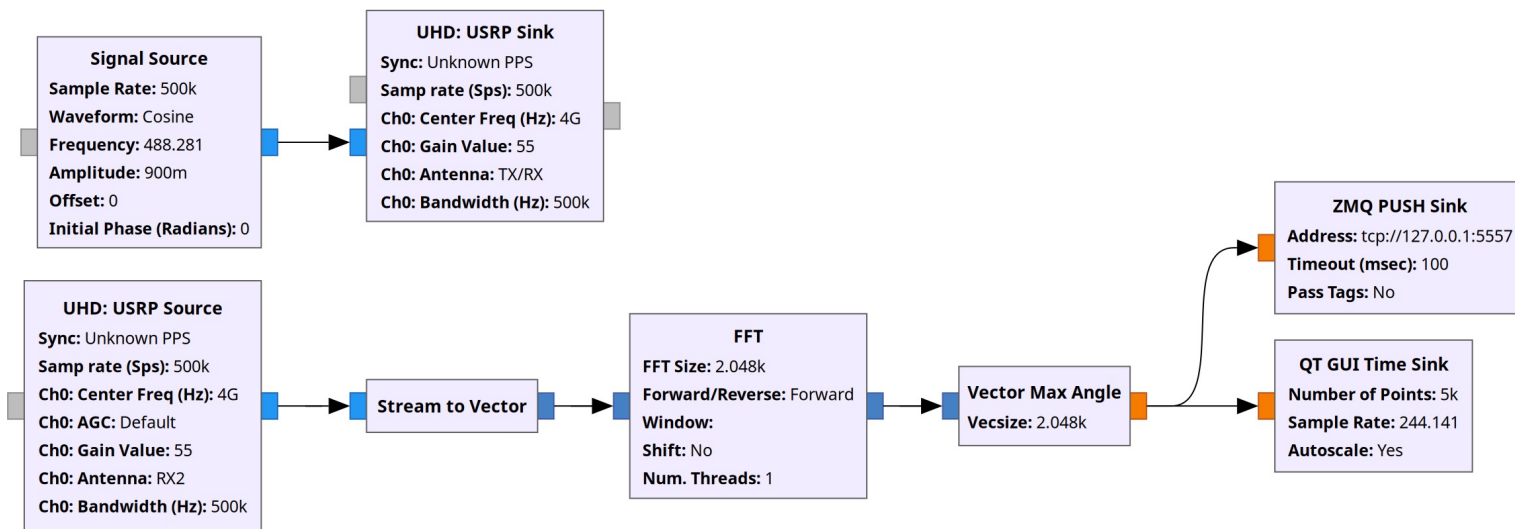 Signal Source
Sample Rate: 500k
Waveform: Cosine
Frequency: 488.281
Amplitude: 900m
Offset: 0
Initial Phase (Radians): 0
UHD: USRP Sink
Sync: Unknown PPS
Samp rate (Sps): 500k
Ch0: Center Freq (Hz): 4G
Ch0: Gain Value: 55
Ch0: Antenna: TX/RX
Ch0: Bandwidth (Hz): 500k
UHD: USRP Source
Sync: Unknown PPS
Samp rate (Sps): 500k
Ch0: Center Freq (Hz): 4G
Ch0: AGC: Default
Ch0: Gain Value: 55
Ch0: Antenna: RX2
Ch0: Bandwidth (Hz): 500k
Stream to Vector
FFT
FFT Size: 2.048k
Forward/Reverse: Forward
Window:
Shift: No
Num. Threads: 1
Vector Max Angle
Vecsize: 2.048k
ZMQ PUSH Sink
Address: tcp://127.0.0.1:5557
Timeout (msec): 100
Pass Tags: No
QT GUI Time Sink
Number of Points: 5k
Sample Rate: 244.141
Autoscale: Yes